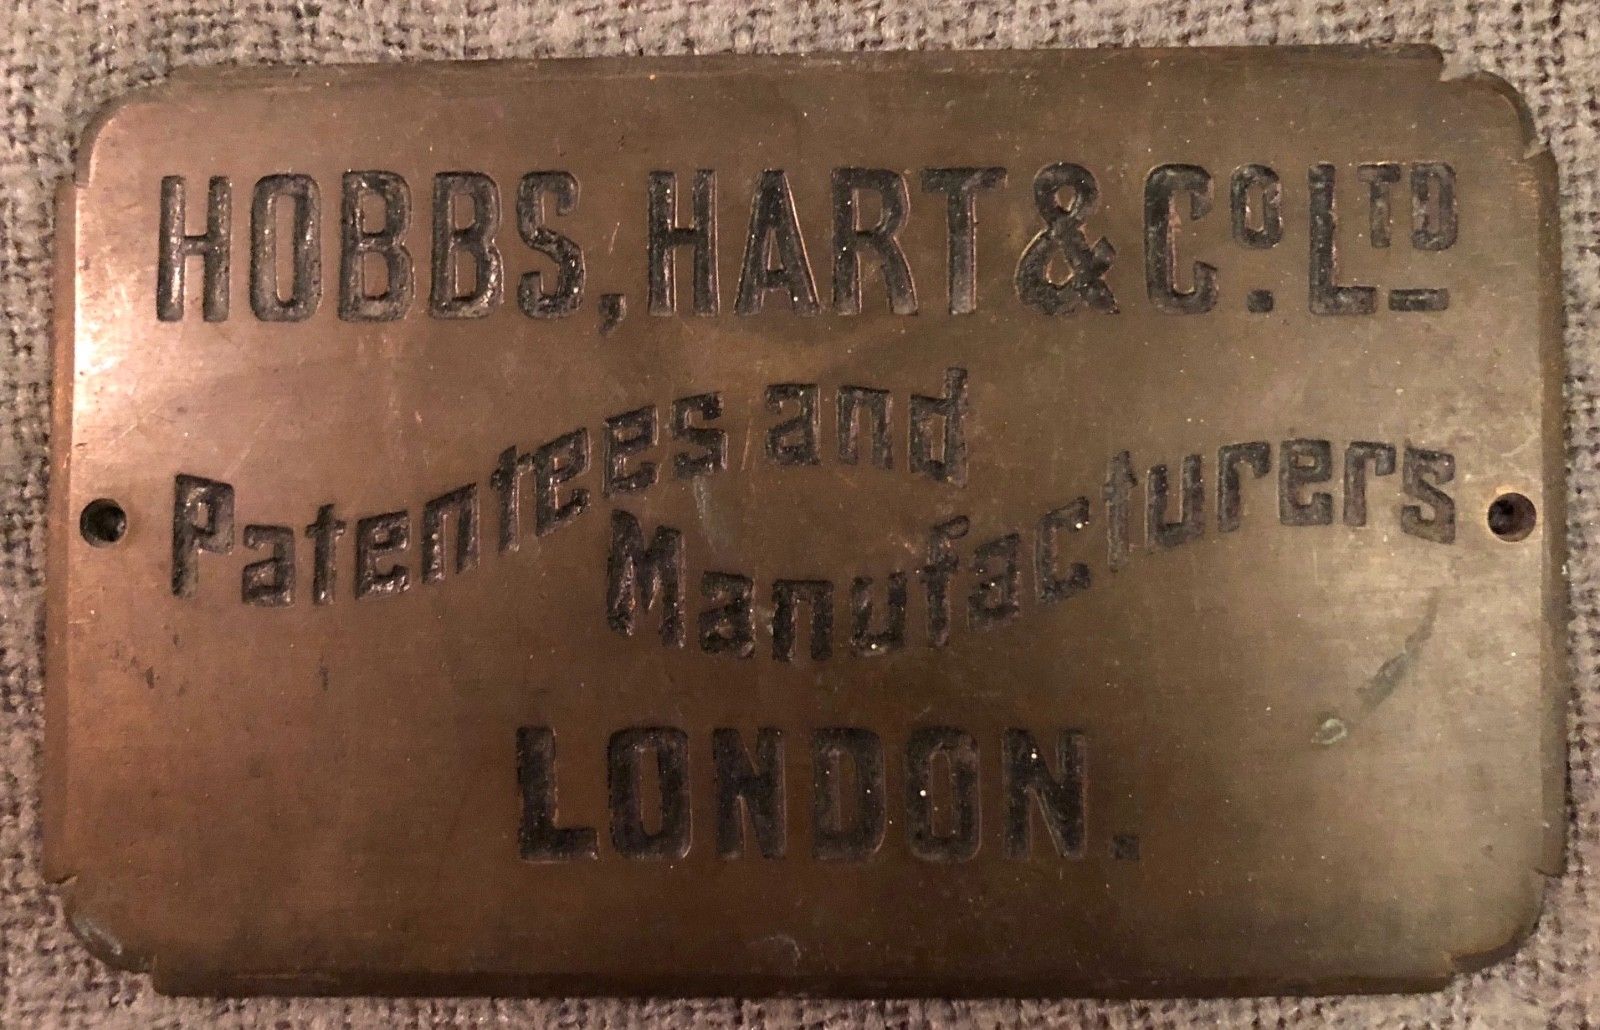 HOBBS, HART & Co. LTD
Patentees and
Manufacturers
LONDON.